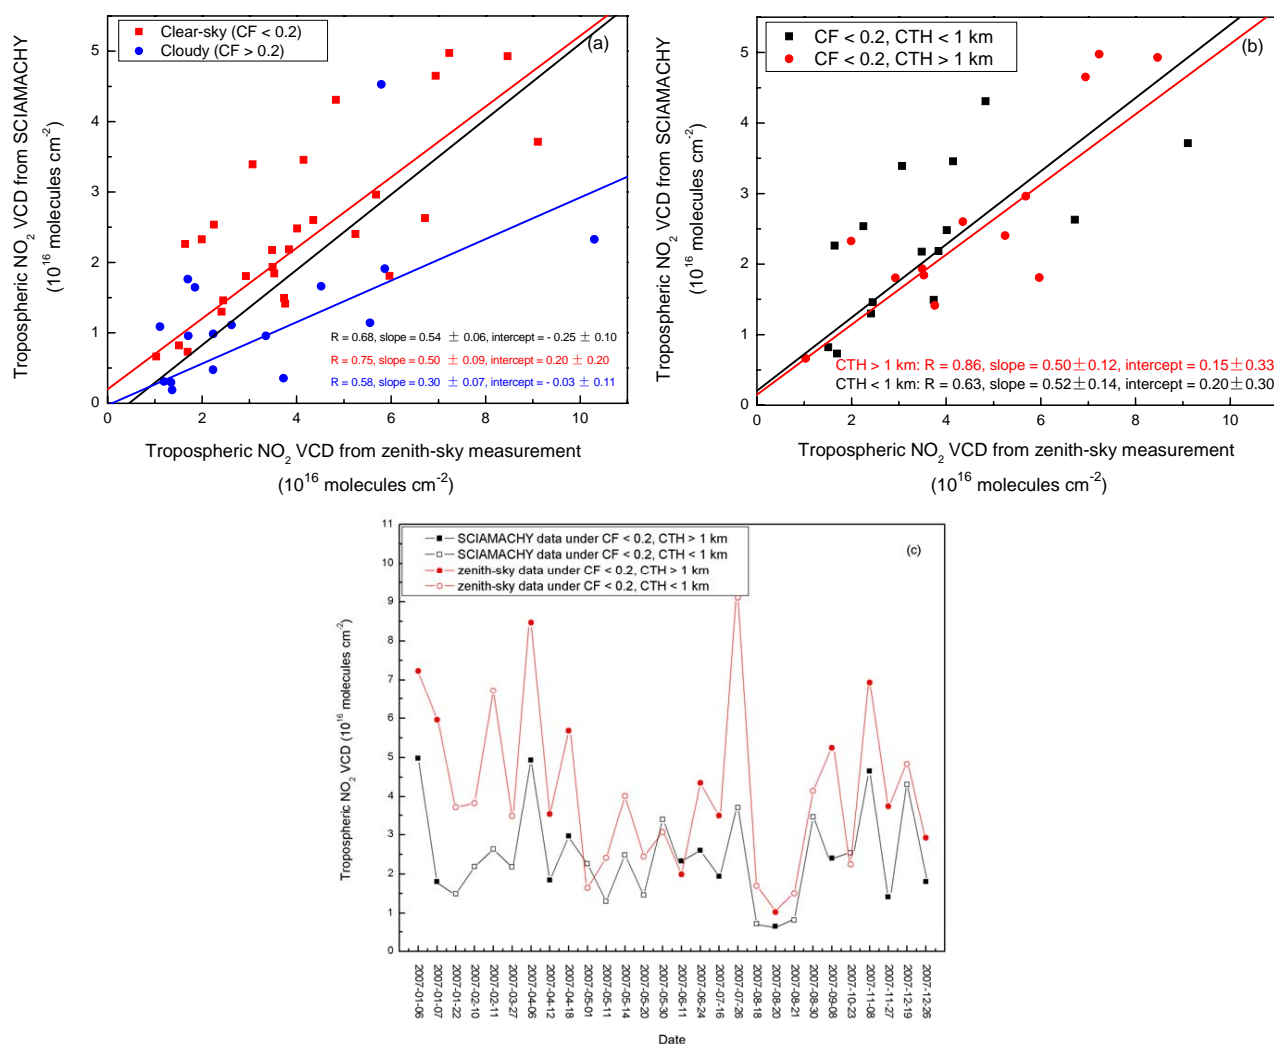 Clear-sky (CF < 0.2)
Cloudy (CF > 0.2)
(a)
5
4
3
2
1
0
0 2 4 6 8 10
R = 0.68, slope = 0.54 ± 0.06, intercept = - 0.25 ± 0.10
R = 0.75, slope = 0.50 ± 0.09, intercept = 0.20 ± 0.20
R = 0.58, slope = 0.30 ± 0.07, intercept = - 0.03 ± 0.11
Tropospheric NO2 VCD from SCIAMACHY
(10^16 molecules cm^-2)
Tropospheric NO2 VCD from zenith-sky measurement
(10^16 molecules cm^-2)
CF < 0.2, CTH < 1 km
CF < 0.2, CTH > 1 km
(b)
5
4
3
2
1
0
0 2 4 6 8 10
CTH > 1 km: R = 0.86, slope = 0.50 ± 0.12, intercept = 0.15 ± 0.33
CTH < 1 km: R = 0.63, slope = 0.52 ± 0.14, intercept = 0.20 ± 0.30
Tropospheric NO2 VCD from SCIAMACHY
(10^16 molecules cm^-2)
Tropospheric NO2 VCD from zenith-sky measurement
(10^16 molecules cm^-2)
SCIAMACHY data under CF < 0.2, CTH > 1 km
SCIAMACHY data under CF < 0.2, CTH < 1 km
zenith-sky data under CF < 0.2, CTH > 1 km
zenith-sky data under CF < 0.2, CTH < 1 km
(c)
11
10
9
8
7
6
5
4
3
2
1
0
Tropospheric NO2 VCD (10^16 molecules cm^-2)
2007-01-06
2007-01-07
2007-01-22
2007-02-10
2007-02-11
2007-03-27
2007-04-06
2007-04-12
2007-04-18
2007-05-01
2007-05-11
2007-05-14
2007-05-20
2007-05-30
2007-06-11
2007-06-24
2007-07-16
2007-07-26
2007-08-18
2007-08-20
2007-08-21
2007-08-30
2007-09-08
2007-10-23
2007-11-08
2007-11-27
2007-12-19
2007-12-26
Date